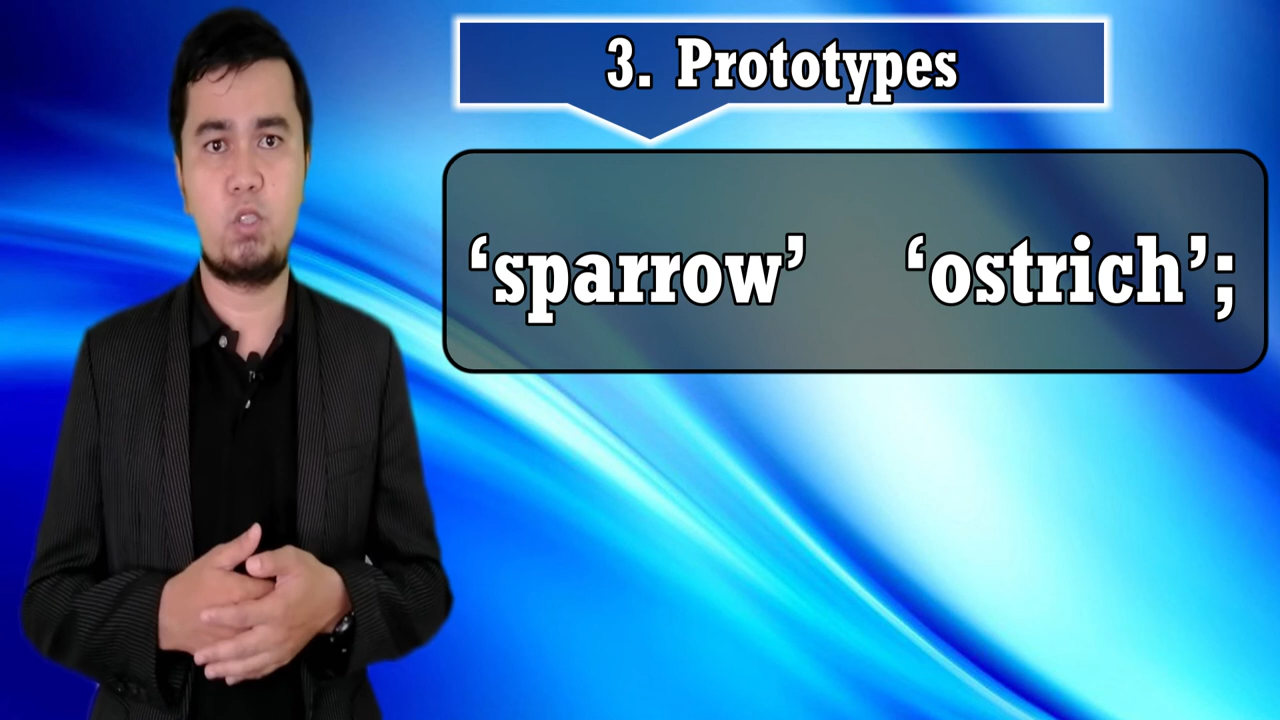 3. Prototypes
‘sparrow’ ‘ostrich’;